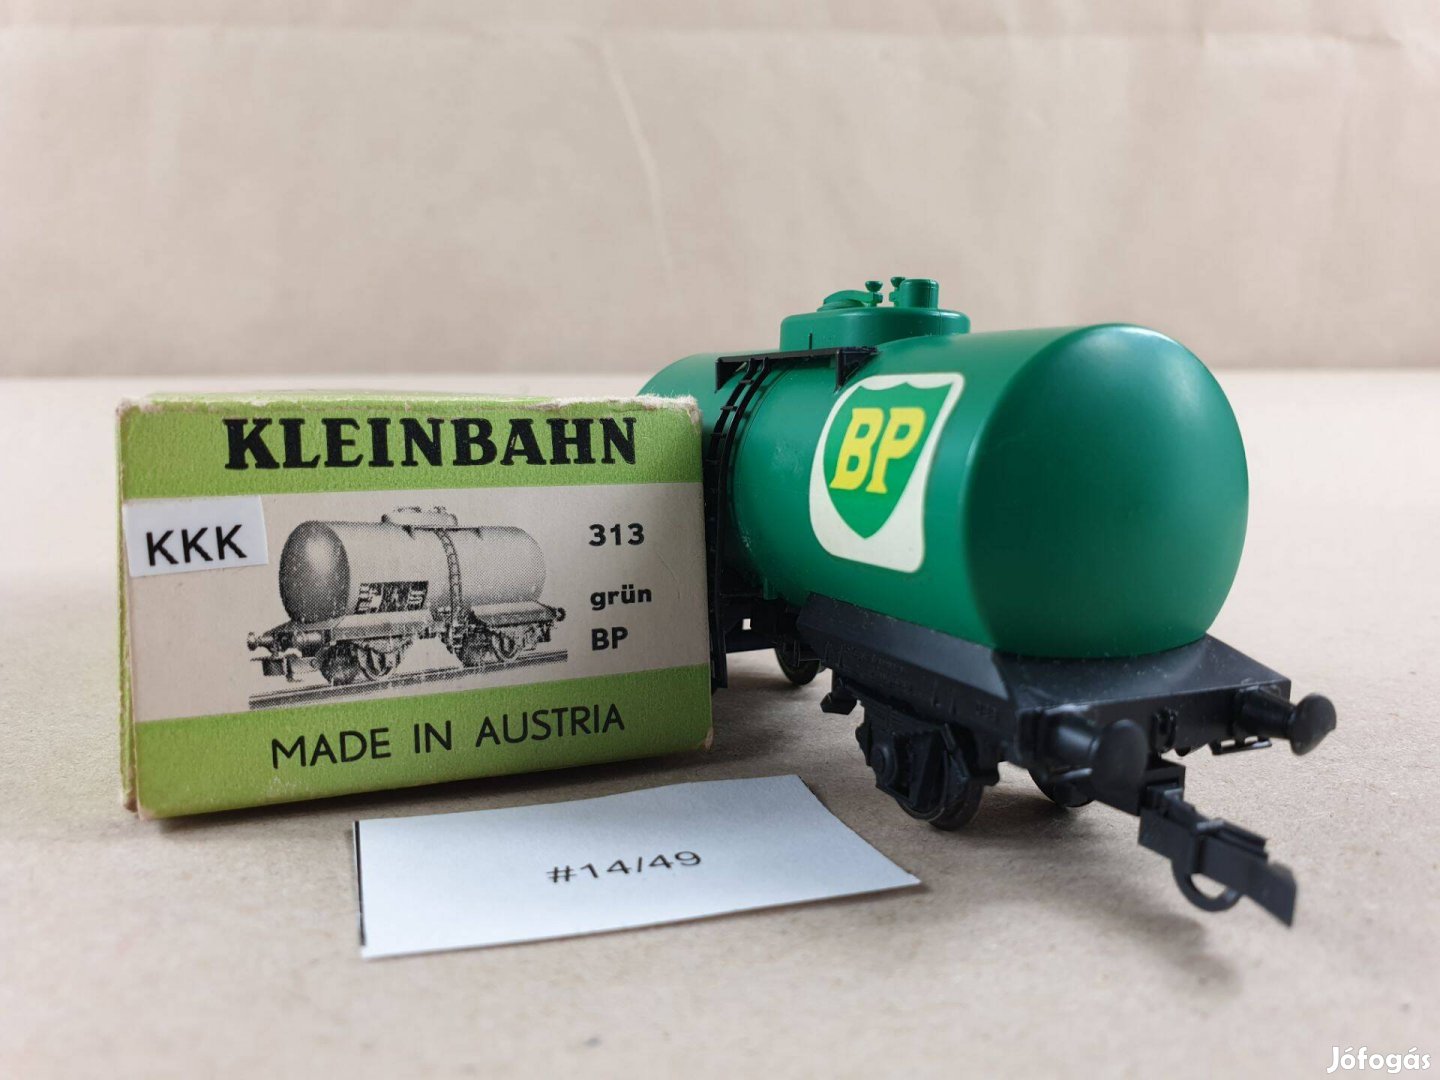 KLEINBAHN
KKK
313
grün
BP
MADE IN AUSTRIA
BP
#14/49
Jófogás